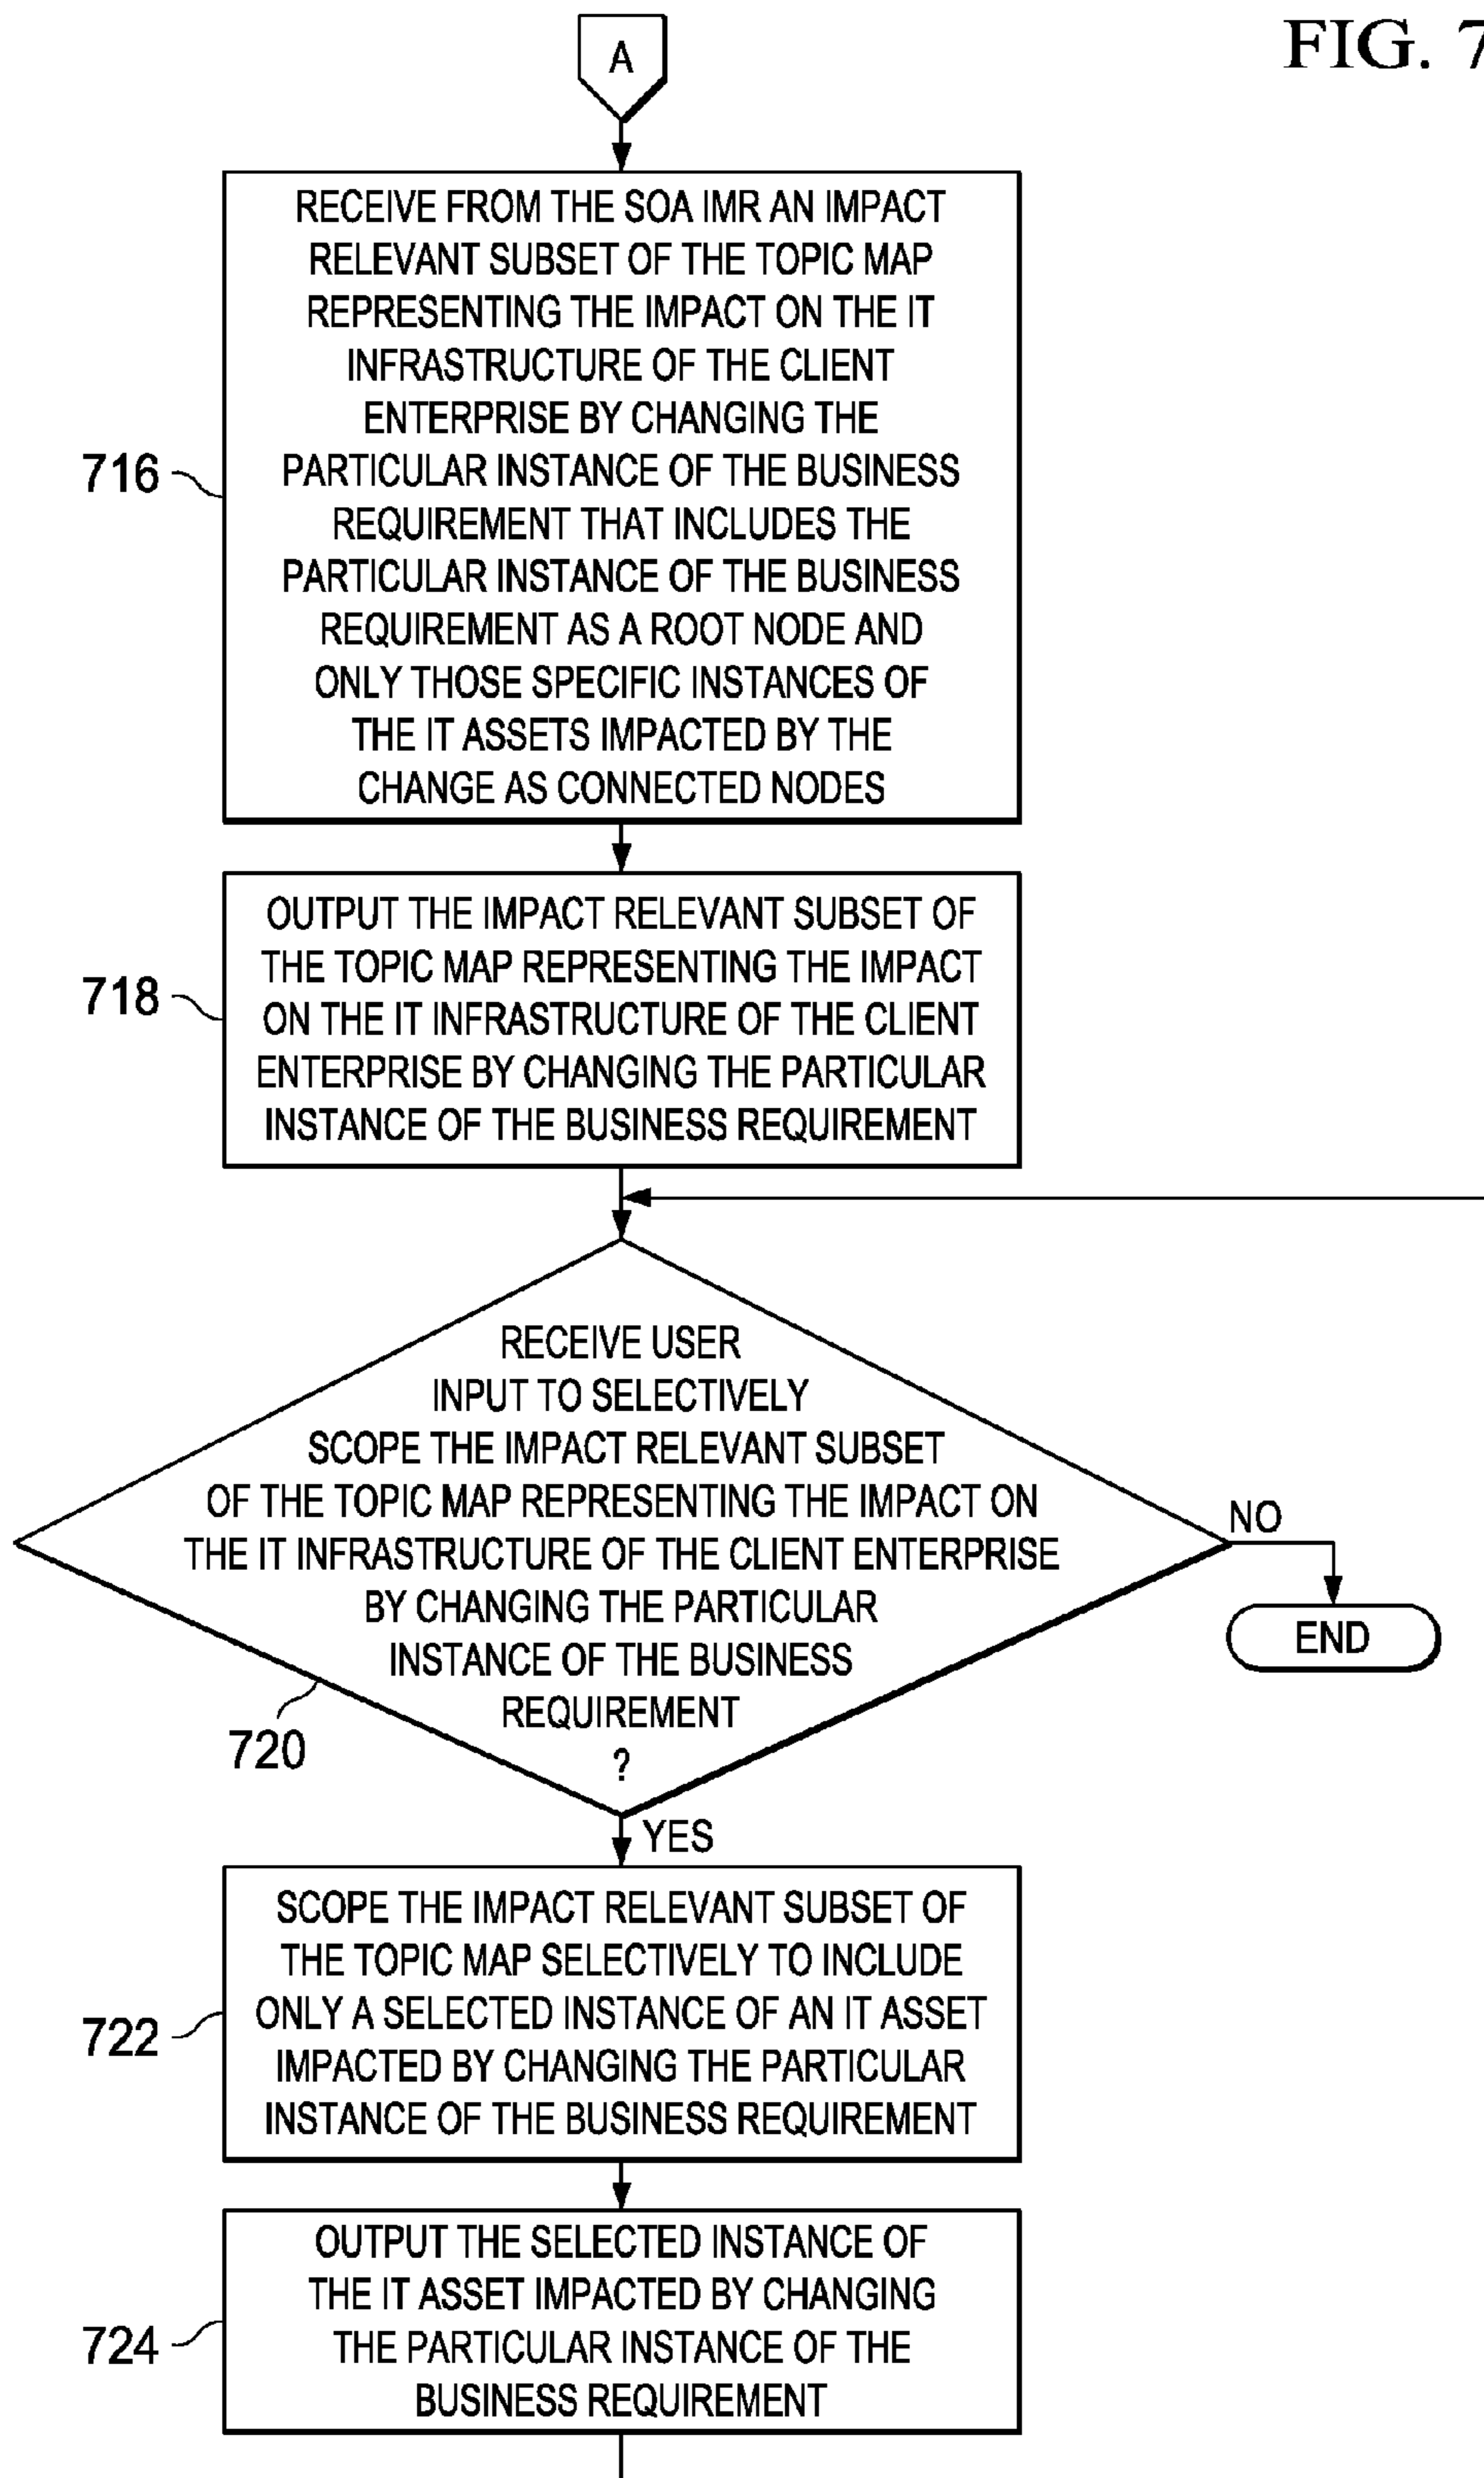 FIG. 7
A
RECEIVE FROM THE SOA IMR AN IMPACT
RELEVANT SUBSET OF THE TOPIC MAP
REPRESENTING THE IMPACT ON THE IT
INFRASTRUCTURE OF THE CLIENT
ENTERPRISE BY CHANGING THE
PARTICULAR INSTANCE OF THE BUSINESS
REQUIREMENT THAT INCLUDES THE
PARTICULAR INSTANCE OF THE BUSINESS
REQUIREMENT AS A ROOT NODE AND
ONLY THOSE SPECIFIC INSTANCES OF
THE IT ASSETS IMPACTED BY THE
CHANGE AS CONNECTED NODES
716
OUTPUT THE IMPACT RELEVANT SUBSET OF
THE TOPIC MAP REPRESENTING THE IMPACT
ON THE IT INFRASTRUCTURE OF THE CLIENT
ENTERPRISE BY CHANGING THE PARTICULAR
INSTANCE OF THE BUSINESS REQUIREMENT
718
RECEIVE USER
INPUT TO SELECTIVELY
SCOPE THE IMPACT RELEVANT SUBSET
OF THE TOPIC MAP REPRESENTING THE IMPACT ON
THE IT INFRASTRUCTURE OF THE CLIENT ENTERPRISE
BY CHANGING THE PARTICULAR
INSTANCE OF THE BUSINESS
REQUIREMENT
?
720
NO
END
YES
SCOPE THE IMPACT RELEVANT SUBSET OF
THE TOPIC MAP SELECTIVELY TO INCLUDE
ONLY A SELECTED INSTANCE OF AN IT ASSET
IMPACTED BY CHANGING THE PARTICULAR
INSTANCE OF THE BUSINESS REQUIREMENT
722
OUTPUT THE SELECTED INSTANCE OF
THE IT ASSET IMPACTED BY CHANGING
THE PARTICULAR INSTANCE OF THE
BUSINESS REQUIREMENT
724